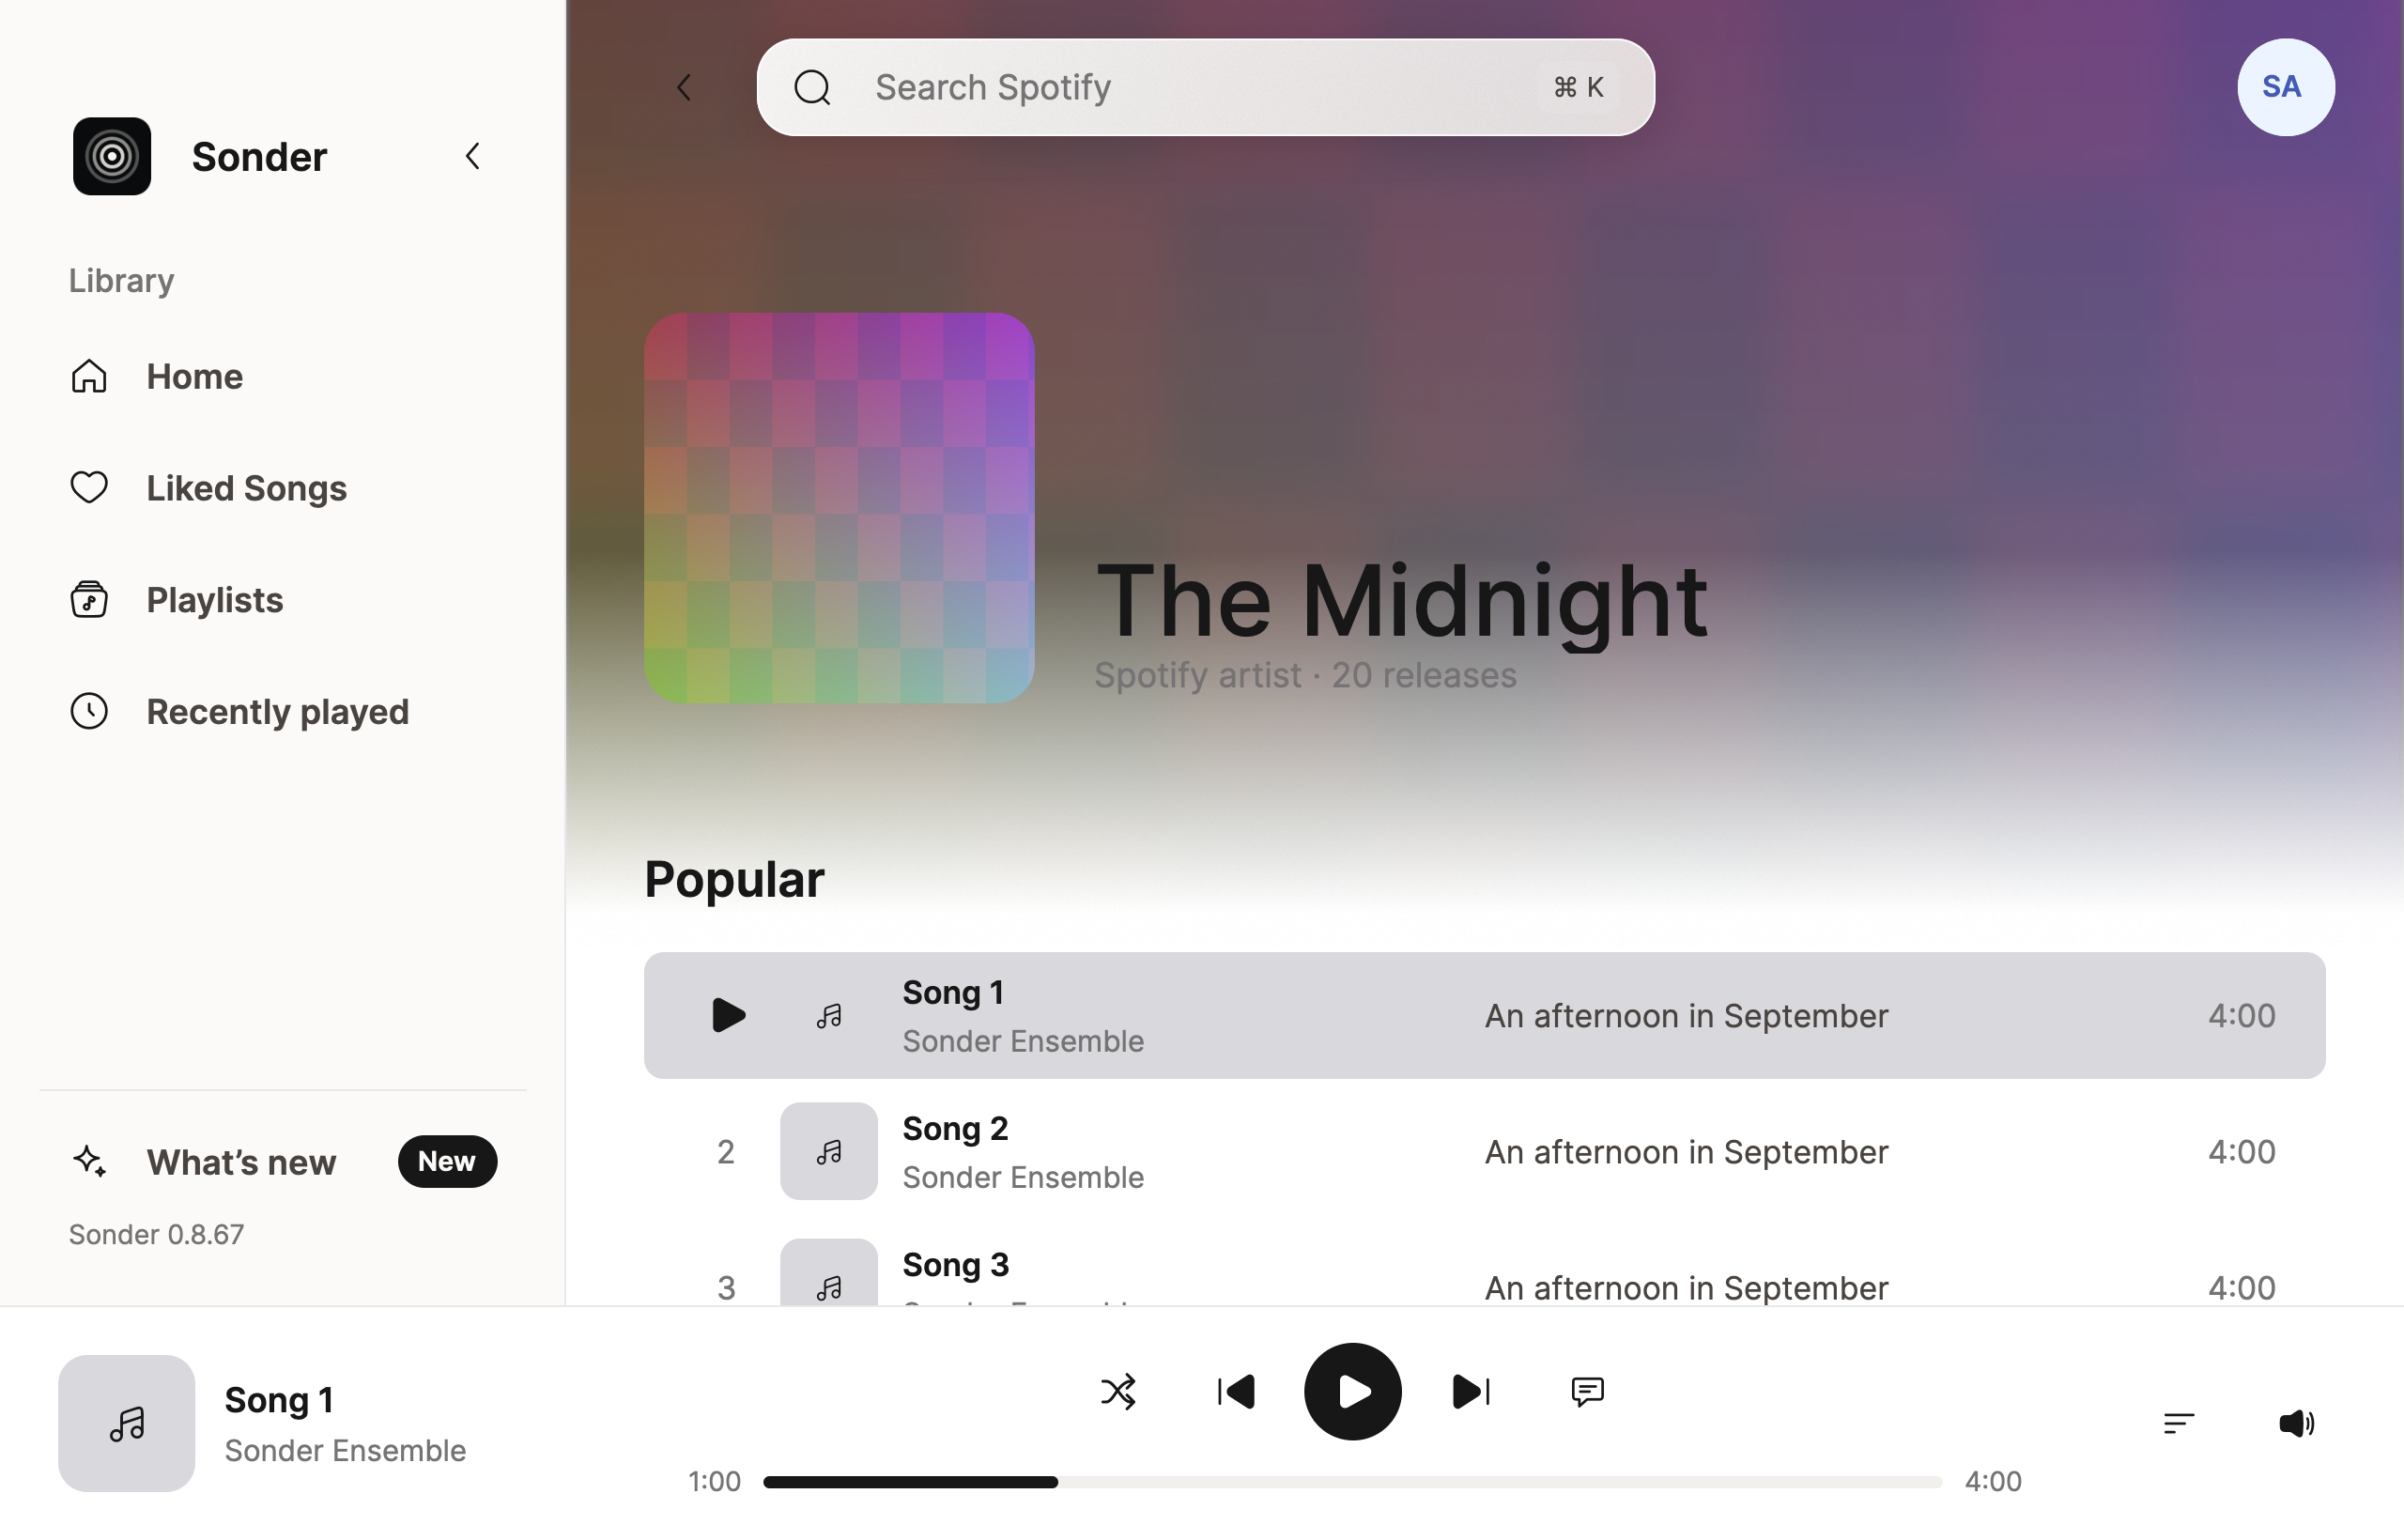 Sonder
Library
Home
Liked Songs
Playlists
Recently played
What’s new
New
Sonder 0.8.67
Search Spotify
⌘ K
SA
The Midnight
Spotify artist · 20 releases
Popular
Song 1
Sonder Ensemble
An afternoon in September
4:00
2
Song 2
Sonder Ensemble
An afternoon in September
4:00
3
Song 3
An afternoon in September
4:00
Song 1
Sonder Ensemble
1:00
4:00